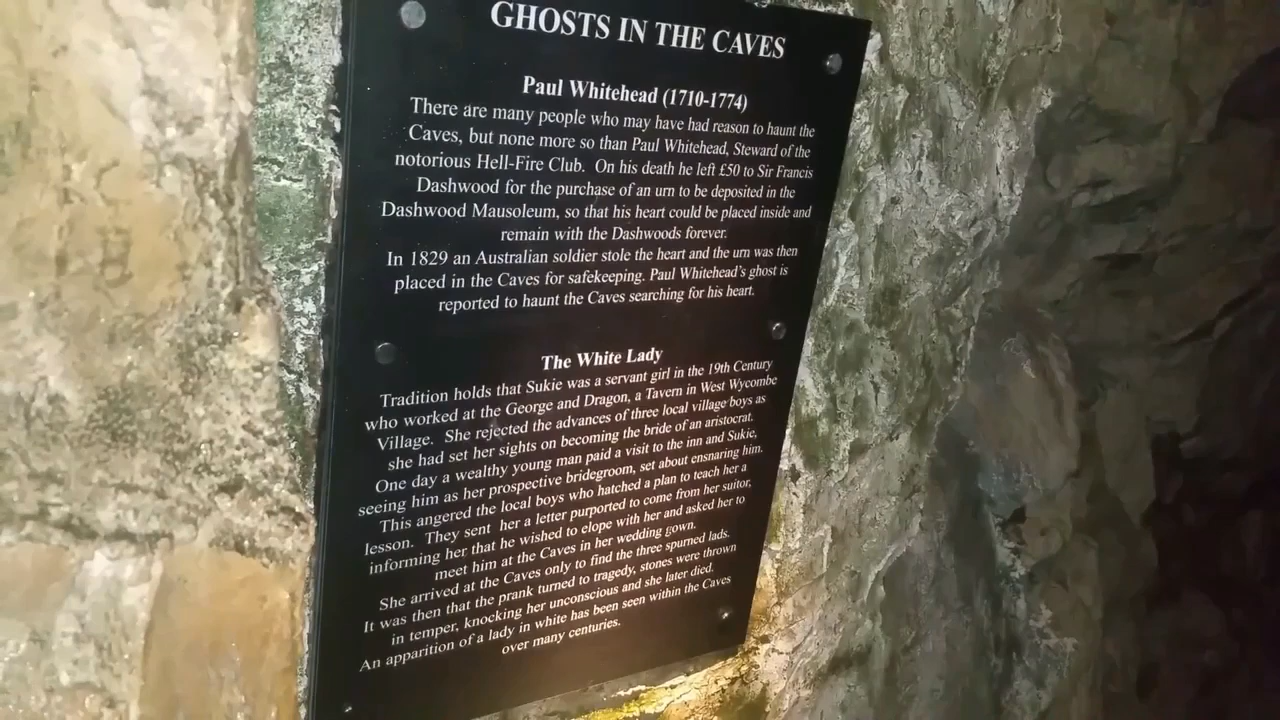 GHOSTS IN THE CAVES
Paul Whitehead (1710-1774)
There are many people who may have had reason to haunt the
Caves, but none more so than Paul Whitehead, Steward of the
notorious Hell-Fire Club. On his death he left £50 to Sir Francis
Dashwood for the purchase of an urn to be deposited in the
Dashwood Mausoleum, so that his heart could be placed inside and
remain with the Dashwoods forever.
In 1829 an Australian soldier stole the heart and the urn was then
placed in the Caves for safekeeping. Paul Whitehead's ghost is
reported to haunt the Caves searching for his heart.
The White Lady
Tradition holds that Sukie was a servant girl in the 19th Century
who worked at the George and Dragon, a Tavern in West Wycombe
Village. She rejected the advances of three local village boys as
she had set her sights on becoming the bride of an aristocrat.
One day a wealthy young man paid a visit to the inn and Sukie,
seeing him as her prospective bridegroom, set about ensnaring him.
This angered the local boys who hatched a plan to teach her a
lesson. They sent her a letter purported to come from her suitor,
informing her that he wished to elope with her and asked her to
meet him at the Caves in her wedding gown.
She arrived at the Caves only to find the three spurned lads.
It was then that the prank turned to tragedy, stones were thrown
in temper, knocking her unconscious and she later died.
An apparition of a lady in white has been seen within the Caves
over many centuries.